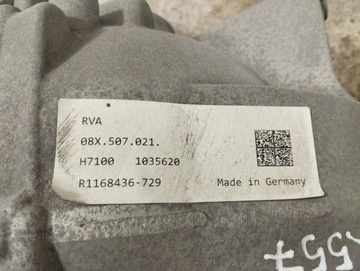 RVA
08X.507.021.
H7100 1035620
R1168436-729 Made in Germany